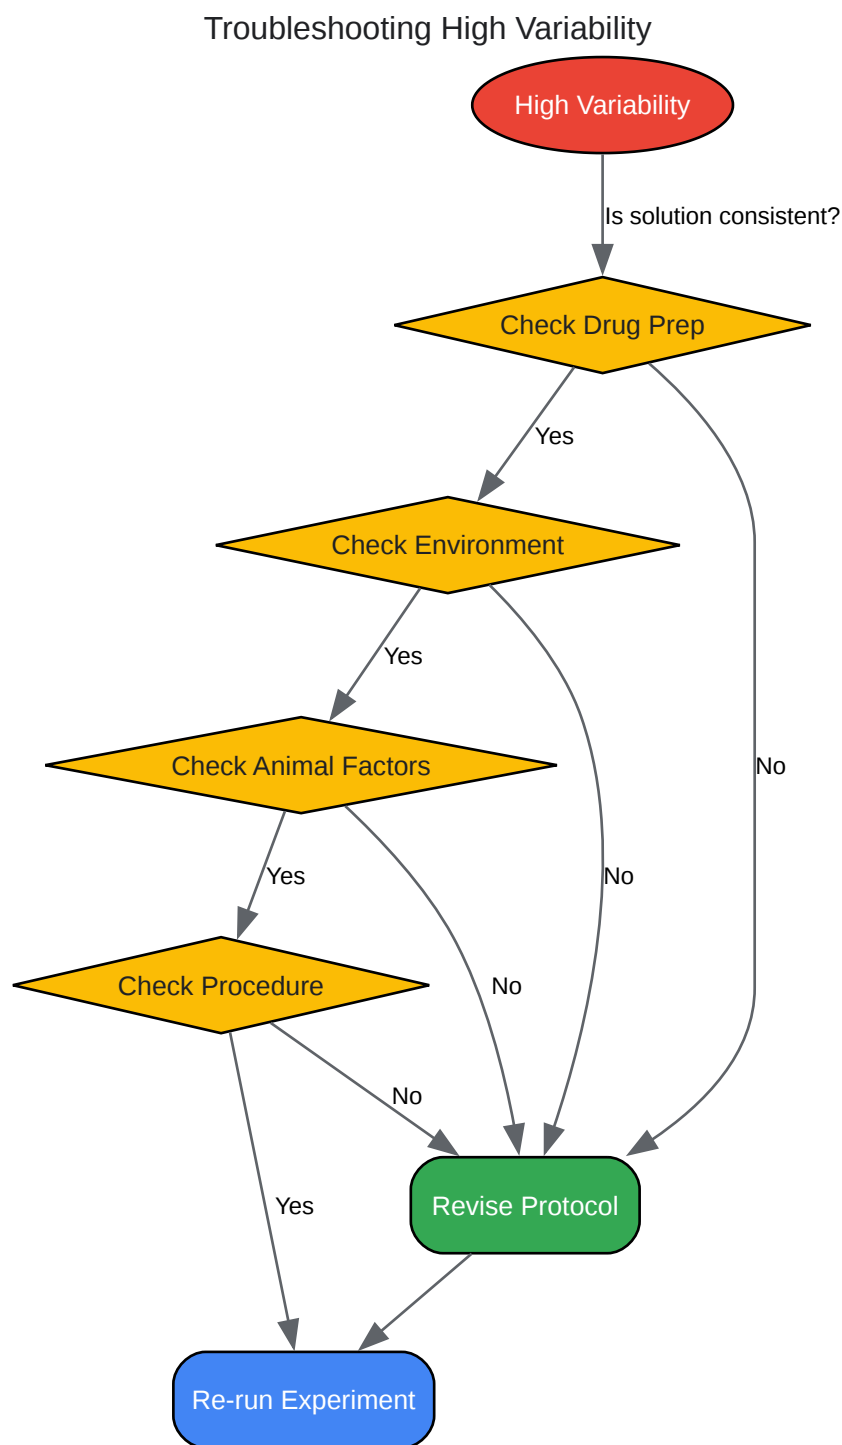 Troubleshooting High Variability
High Variability
Is solution consistent?
Check Drug Prep
Yes
Check Environment
Yes
Check Animal Factors
No
Yes
No
Check Procedure
No
No
Yes
Revise Protocol
Re-run Experiment